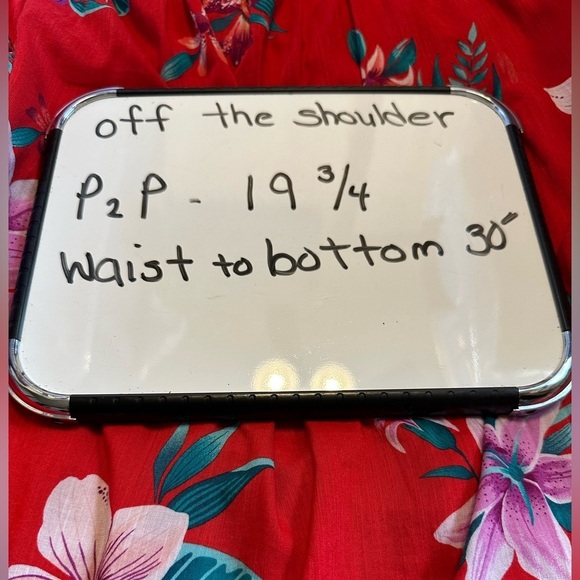 off the shoulder
P2P - 19 3/4
Waist to bottom 30"